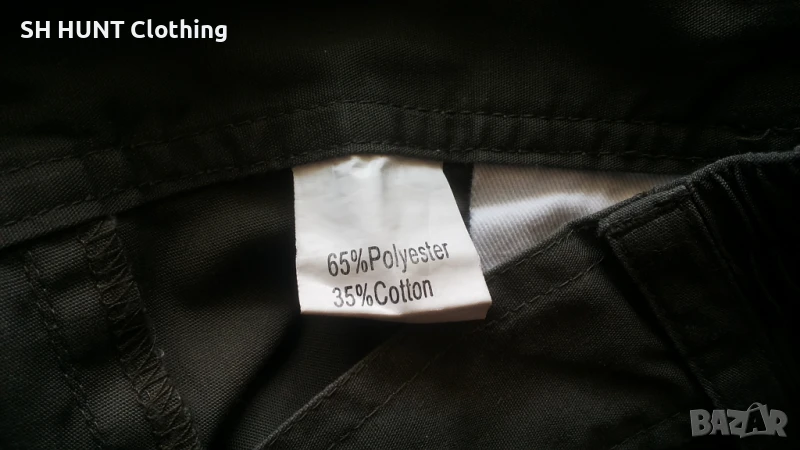 SH HUNT Clothing
65%Polyester
35%Cotton
BAZAR